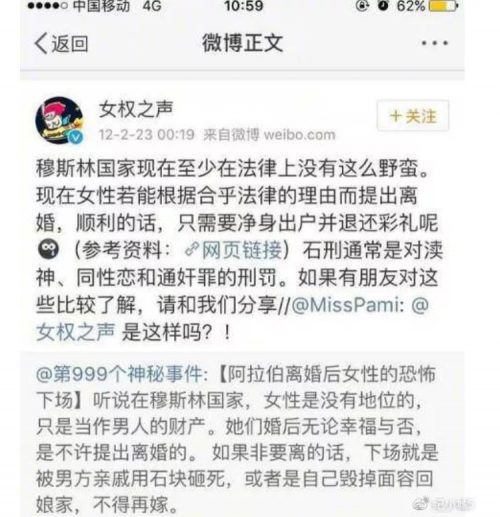 中国移动 4G 10:59 62%
返回 微博正文
女权之声
+关注
12-2-23 00:19 来自微博 weibo.com
穆斯林国家现在至少在法律上没有这么野蛮。
现在女性若能根据合乎法律的理由而提出离
婚，顺利的话，只需要净身出户并退还彩礼呢
（参考资料：网页链接）石刑通常是对渎
神、同性恋和通奸罪的刑罚。如果有朋友对这
些比较了解，请和我们分享//@MissPami: @
女权之声 是这样吗？！
@第999个神秘事件:【阿拉伯离婚后女性的恐怖
下场】听说在穆斯林国家，女性是没有地位的，
只是当作男人的财产。她们婚后无论幸福与否，
是不许提出离婚的。 如果非要离的话，下场就是
被男方亲戚用石块砸死，或者是自己毁掉面容回
娘家，不得再嫁。